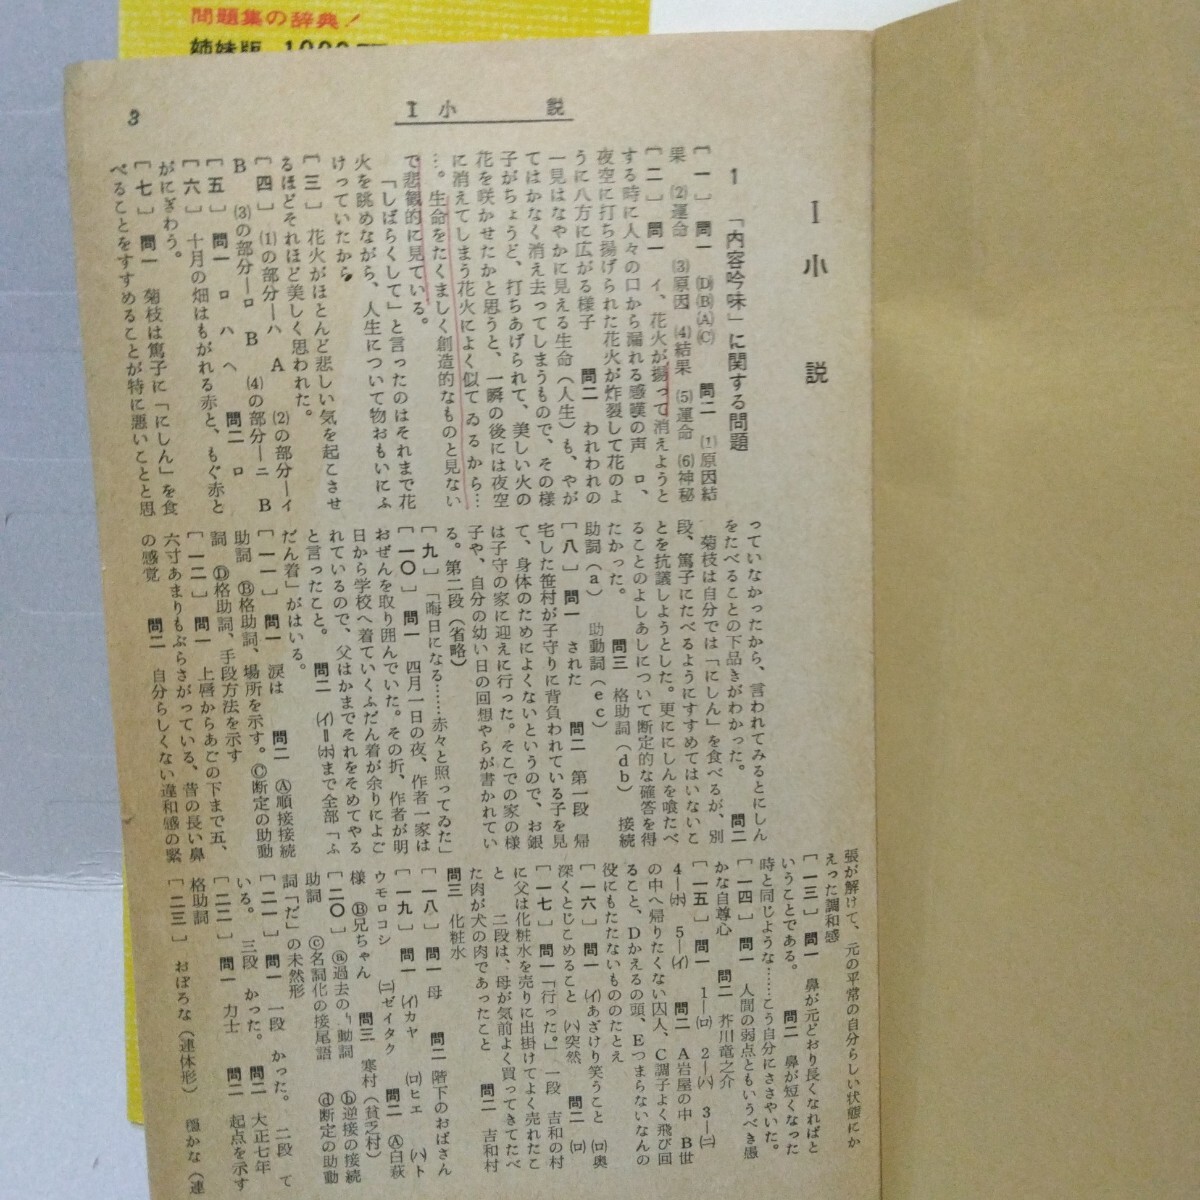 問題集の辞典！
姉妹版
3
I 小 説
I 小 説
1 「内容吟味」に関する問題
〔一〕 問一 ⒹⒷⒶⒸ 問二 ⑴原因結
果 ⑵運命 ⑶原因 ⑷結果 ⑸運命 ⑹神秘
〔二〕 問一 イ、花火が揚って消えようと
する時に人々の口から漏れる感嘆の声 ロ、
夜空に打ち揚げられた花火が炸裂して花のよ
うに八方に広がる様子 問二 われわれの
一見はなやかに見える生命（人生）も、やが
てはかなく消え去ってしまうもので、その様
子がちょうど、打ちあげられて、美しい火の
花を咲かせたかと思うと、一瞬の後には夜空
に消えてしまう花火によく似てゐるから…
…。生命をたくましく創造的なものと見ない
で悲観的に見ている。
「しばらくして」と言ったのはそれまで花
火を眺めながら、人生について物おもいにふ
けっていたから
〔三〕 花火がほとんど悲しい気を起こさせ
るほどそれほど美しく思われた。
〔四〕 ⑴の部分―ハ A ⑵の部分―イ
B ⑶の部分―ロ B ⑷の部分―ニ B
〔五〕 問一 ロ ハ ヘ 問二 ロ
〔六〕 十月の畑はもがれる赤と、もぐ赤と
がにぎわう。
〔七〕 問一 菊枝は篤子に「にしん」を食
べることをすすめることが特に悪いことと思
っていなかったから、言われてみるとにしん
をたべることの下品さがわかった。 問二
菊枝は自分では「にしん」を食べるが、別
段、篤子にたべるようにすすめてはいないこ
とを抗議しようとした。更ににしんを喰たべ
ることのよしあしについて断定的な確答を得
たかった。 問三 格助詞（db） 接続
助詞（a） 助動詞（ec）
〔八〕 問一 された 問二 第一段 帰
宅した笹村が子守りに背負われている子を見
て、身体のためによくないというので、お銀
は子守の家に迎えに行った。そこでの家の様
子や、自分の幼い日の回想やらが書かれてい
る。第二段（省略）
〔九〕 「晦日になる……赤々と照ってゐた」
〔一〇〕 問一 四月一日の夜、作者一家は
おぜんを取り囲んでいた。その折、作者が明
日から学校へ着ていくふだん着が余りによご
れているので、父はかまでそれをそめてやる
と言ったこと。 問二 ㈠=㈭まで全部「ふ
だん着」がはいる。
〔一一〕 問一 涙は 問二 Ⓐ順接接続
助詞 Ⓑ格助詞、場所を示す。Ⓒ断定の助動
詞 Ⓓ格助詞、手段方法を示す
〔一二〕 問一 上唇からあごの下まで五、
六寸あまりもぶらさがっている、昔の長い鼻
の感覚 問二 自分らしくない違和感の緊
張が解けて、元の平常の自分らしい状態にか
えった調和感
〔一三〕 問一 鼻が元どおり長くなればと
いうことである。 問二 鼻が短くなった
時と同じような……こう自分にささやいた。
〔一四〕 問一 人間の弱点ともいうべき愚
かな自尊心 問二 芥川竜之介
〔一五〕 問一 1―(ロ) 2―(ハ) 3―(ニ)
4―(ホ) 5―(イ) 問二 A岩屋の中 B世
の中へ帰りたくない囚人、C調子よく飛び回
ること、Dかえるの頭、Eつまらないなんの
役にもたたないもののたとえ
〔一六〕 問一 (イ)あざけり笑うこと (ロ)奥
深くとじこめること (ハ)突然 問二 (ロ)
〔一七〕 問一「行った。」一段 吉和の村
に父は化粧水を売りに出掛けてよく売れたこ
と 二段は、母が気前よく買ってきてたべ
た肉が犬の肉であったこと 問二 吉和村
問三 化粧水
〔一八〕 問一 母 問二 階下のおばさん
〔一九〕 問一 (イ)カヤ (ロ)ヒエ (ハ)ト
ウモロコシ (ニ)ゼイタク 問二 Ⓐ白萩
様 Ⓑ兄ちゃん 問三 寒村（貧乏村）
〔二〇〕 ⓐ過去の助動詞 ⓑ逆接の接続
助詞 ⓒ名詞化の接尾語 ⓓ断定の助動
詞「だ」の未然形
〔二一〕 問一 一段 かった。 二段 て
いる。 三段 かった。 問二 大正七年
〔二二〕 問一 力士 問二 起点を示す
格助詞
〔二三〕 おぼろな（連体形） 穏かな（連